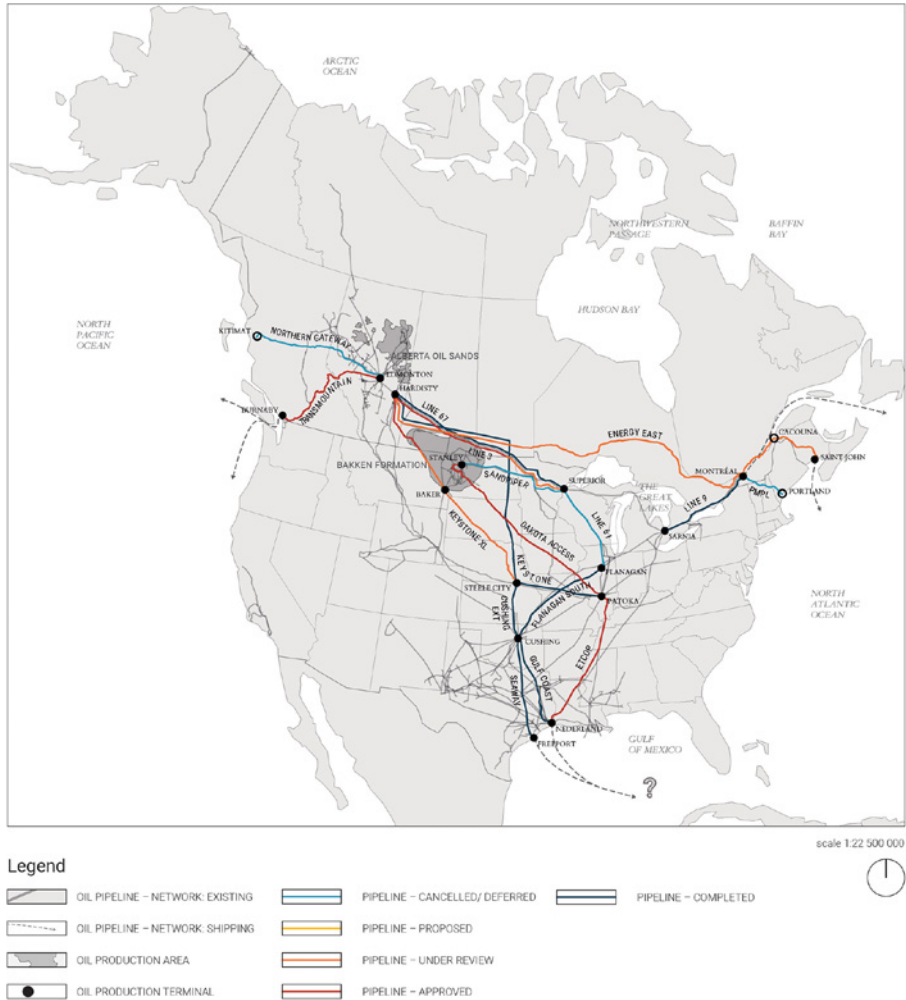 ARCTIC
OCEAN
NORTHWESTERN
PASSAGE
BAFFIN
BAY
HUDSON BAY
NORTH
PACIFIC
OCEAN
KITIMAT
NORTHERN GATEWAY
ALBERTA OIL SANDS
EDMONTON
HARDISTY
TRANSMOUNTAIN
BURNABY
LINE 67
ENERGY EAST
CACOUNA
SAINT-JOHN
BAKKEN FORMATION
STANLEY
LINE 3
SANDPIPER
SUPERIOR
MONTRÉAL
PMPL
PORTLAND
THE
GREAT
LAKES
LINE 9
SARNIA
BAKER
KEYSTONE XL
DAKOTA ACCESS
LINE 61
FLANAGAN
STEELE CITY
KEYSTONE
FLANAGAN SOUTH
PATOKA
NORTH
ATLANTIC
OCEAN
CUSHING
EXT
CUSHING
ETCOP
SEAWAY
GULF COAST
NEDERLAND
FREEPORT
GULF
OF MEXICO
?
scale 1:22 500 000
Legend
OIL PIPELINE – NETWORK: EXISTING
PIPELINE – CANCELLED/ DEFERRED
PIPELINE – COMPLETED
OIL PIPELINE – NETWORK: SHIPPING
PIPELINE – PROPOSED
OIL PRODUCTION AREA
PIPELINE – UNDER REVIEW
OIL PRODUCTION TERMINAL
PIPELINE – APPROVED